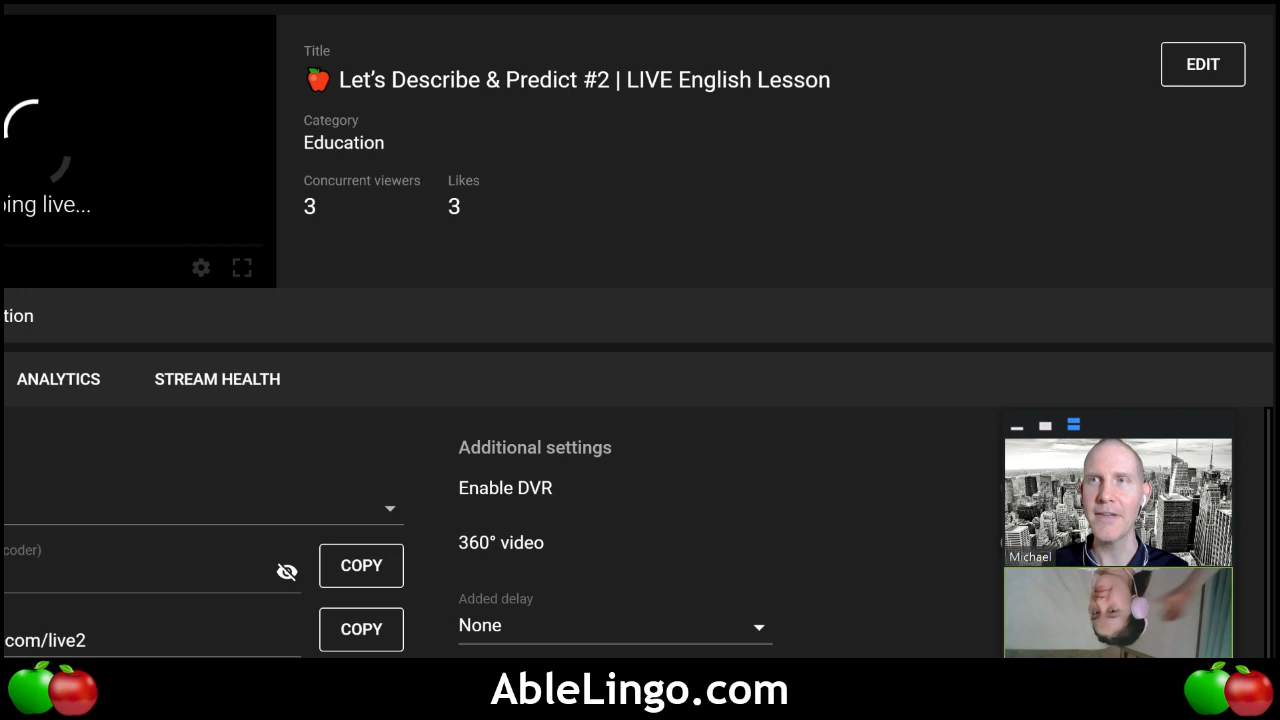 Title
Let's Describe & Predict #2 | LIVE English Lesson
EDIT
Category
Education
Concurrent viewers
Likes
3
3
ing live...
tion
ANALYTICS
STREAM HEALTH
Additional settings
Enable DVR
360° video
coder)
COPY
Added delay
None
com/live2
COPY
Michael
AbleLingo.com